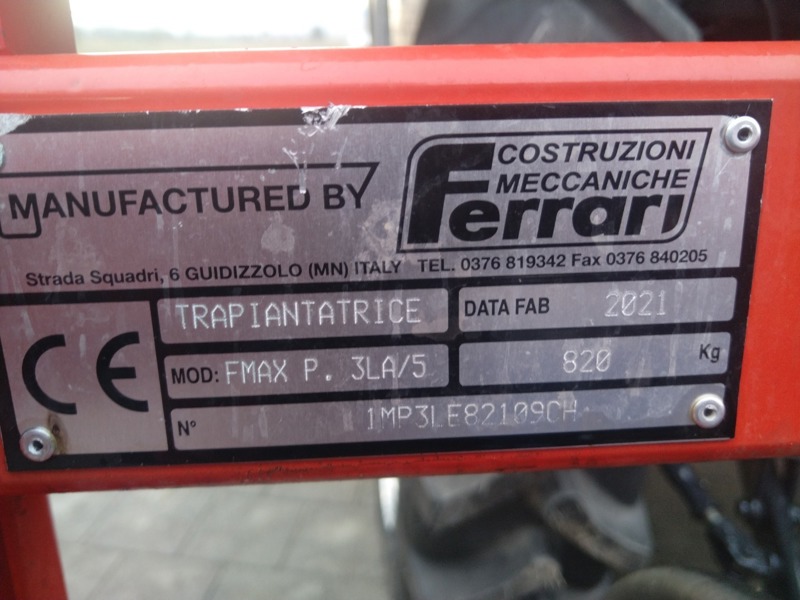 MANUFACTURED BY
COSTRUZIONI
MECCANICHE
Ferrari
Strada Squadri, 6 GUIDIZZOLO (MN) ITALY TEL. 0376 819342 Fax 0376 840205
CE
TRAPIANTATRICE DATA FAB 2021
MOD: FMAX P. 3LA/5 820 Kg
N° 1MP3LE82109CH